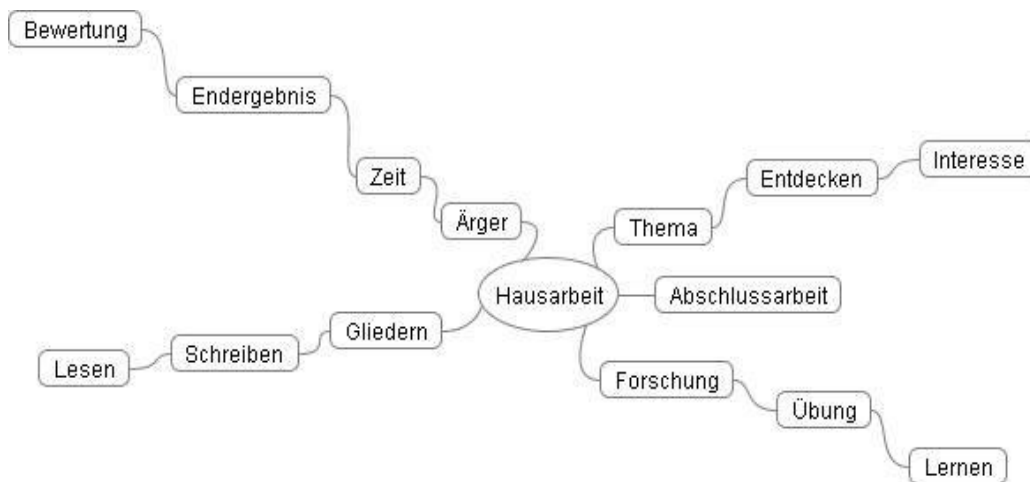 Bewertung
Endergebnis
Interesse
Entdecken
Zeit
Ärger
Thema
Hausarbeit
Abschlussarbeit
Gliedern
Schreiben
Lesen
Forschung
Übung
Lernen